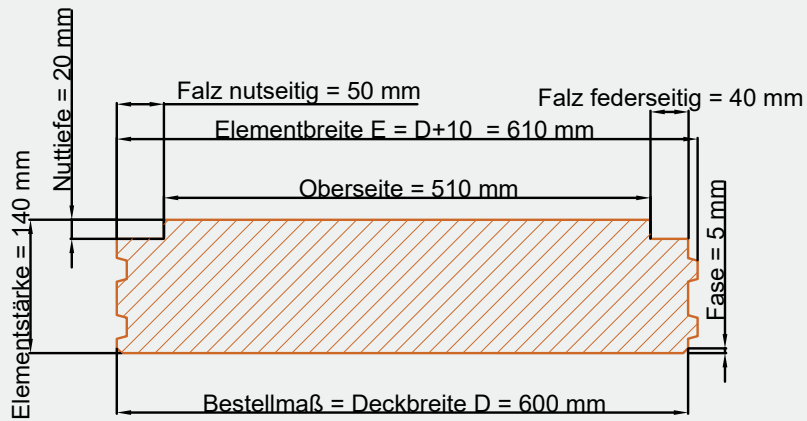 Nuttiefe = 20 mm
Falz nutseitig = 50 mm
Falz federseitig = 40 mm
Elementbreite E = D+10 = 610 mm
Oberseite = 510 mm
Elementstärke = 140 mm
Fase = 5 mm
Bestellmaß = Deckbreite D = 600 mm